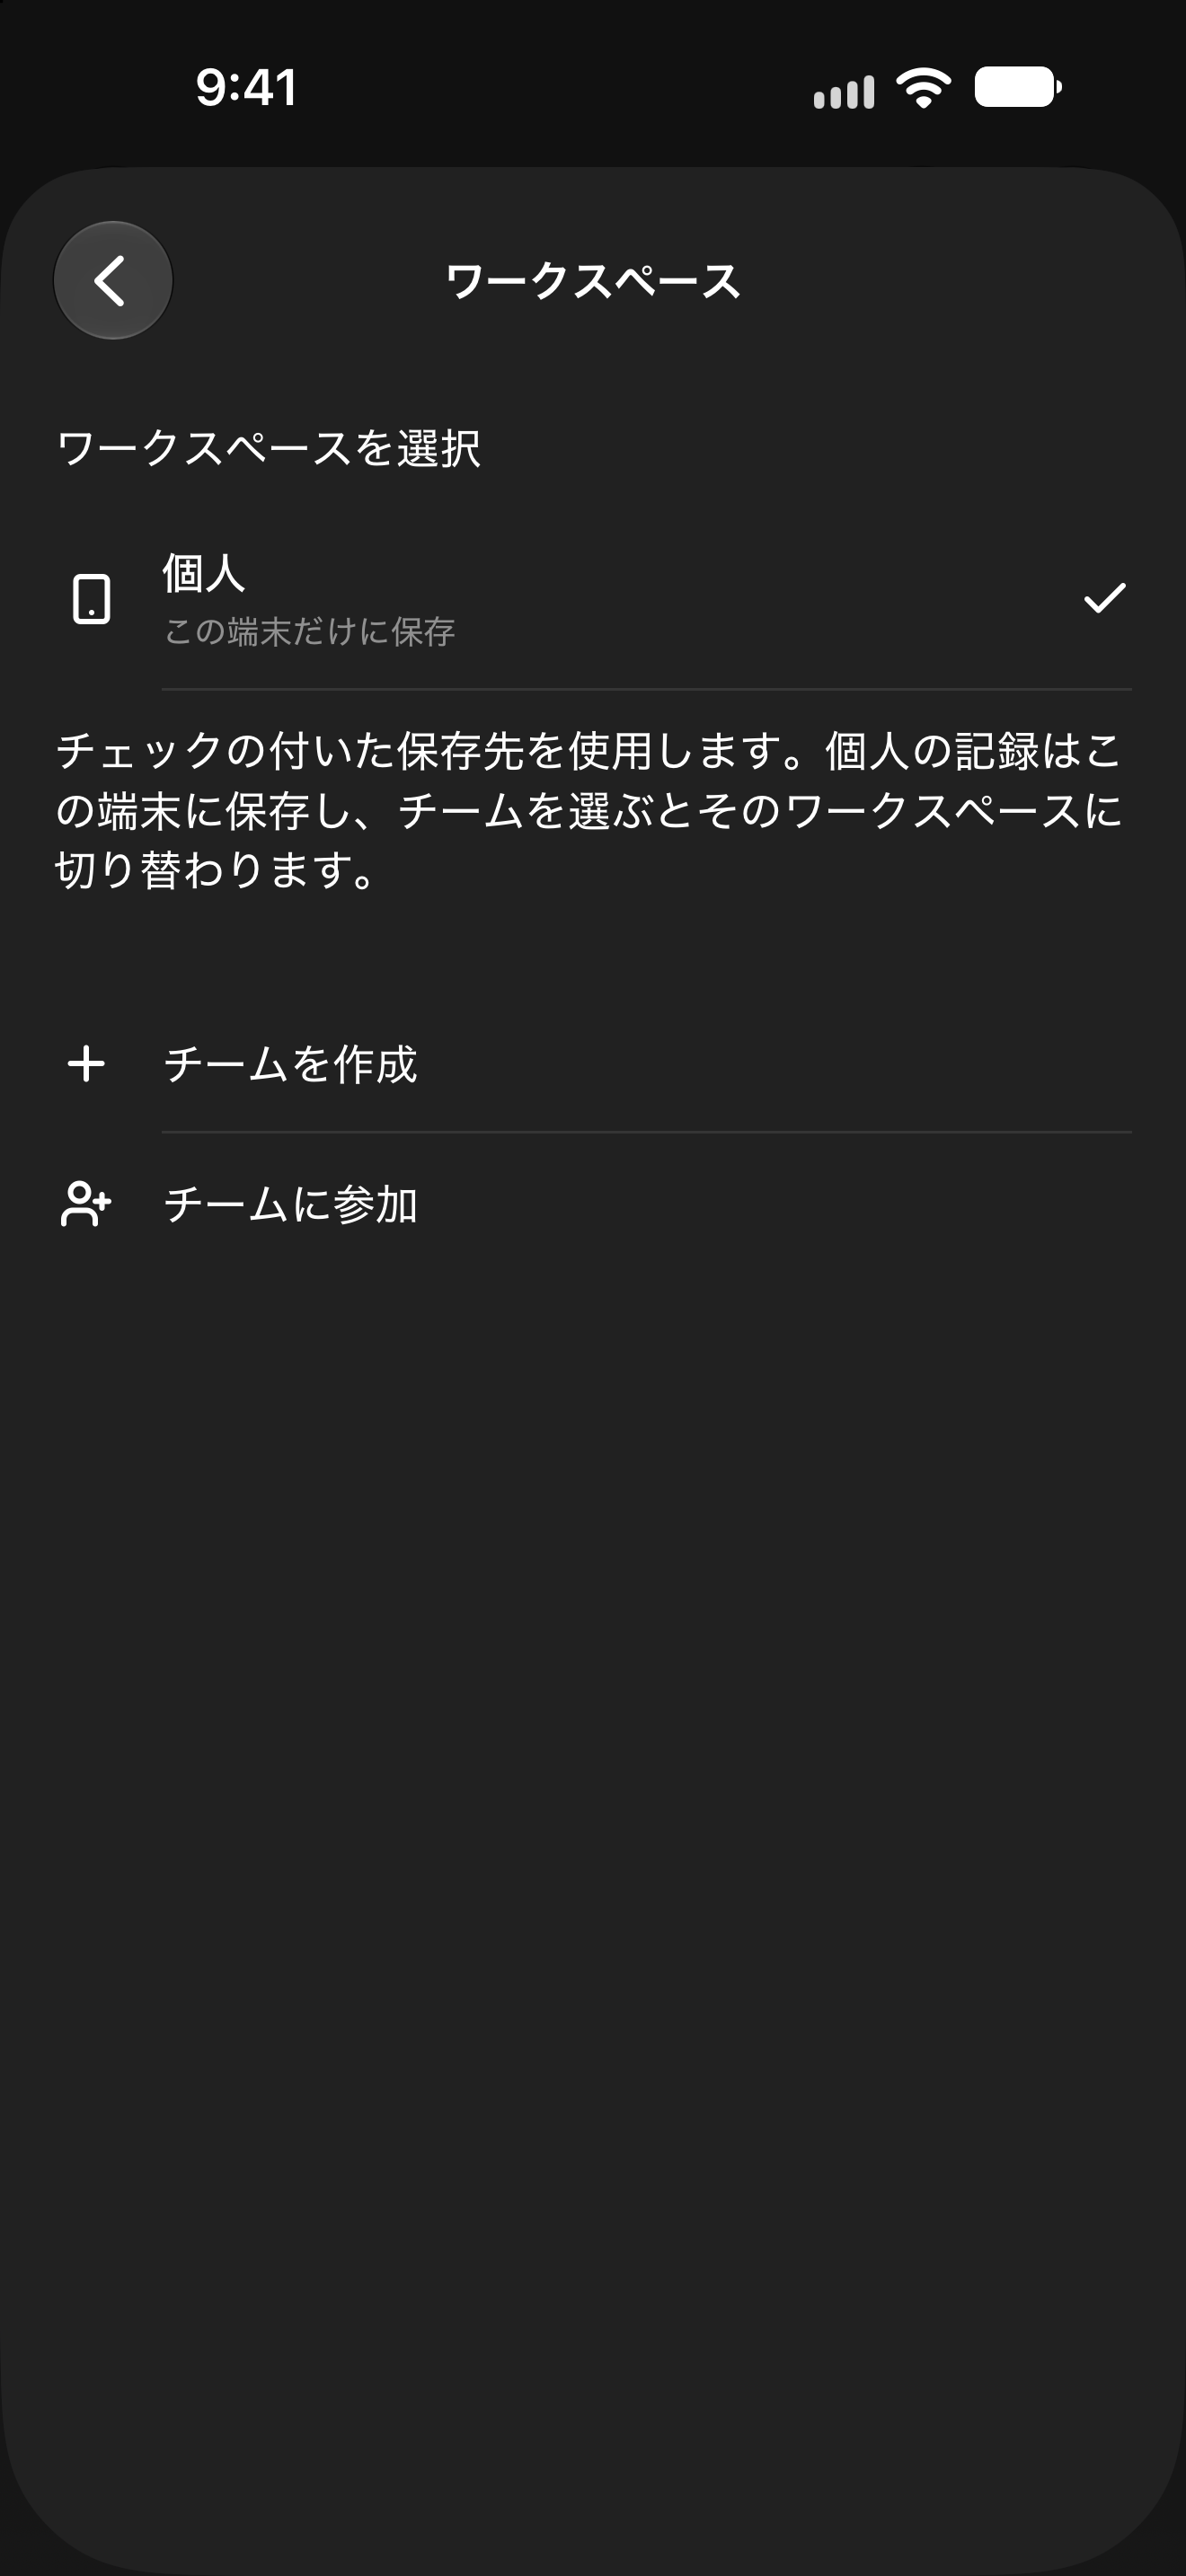 9:41
ワークスペース
ワークスペースを選択
個人
この端末だけに保存
チェックの付いた保存先を使用します。個人の記録はこ
の端末に保存し、チームを選ぶとそのワークスペースに
切り替わります。
チームを作成
チームに参加